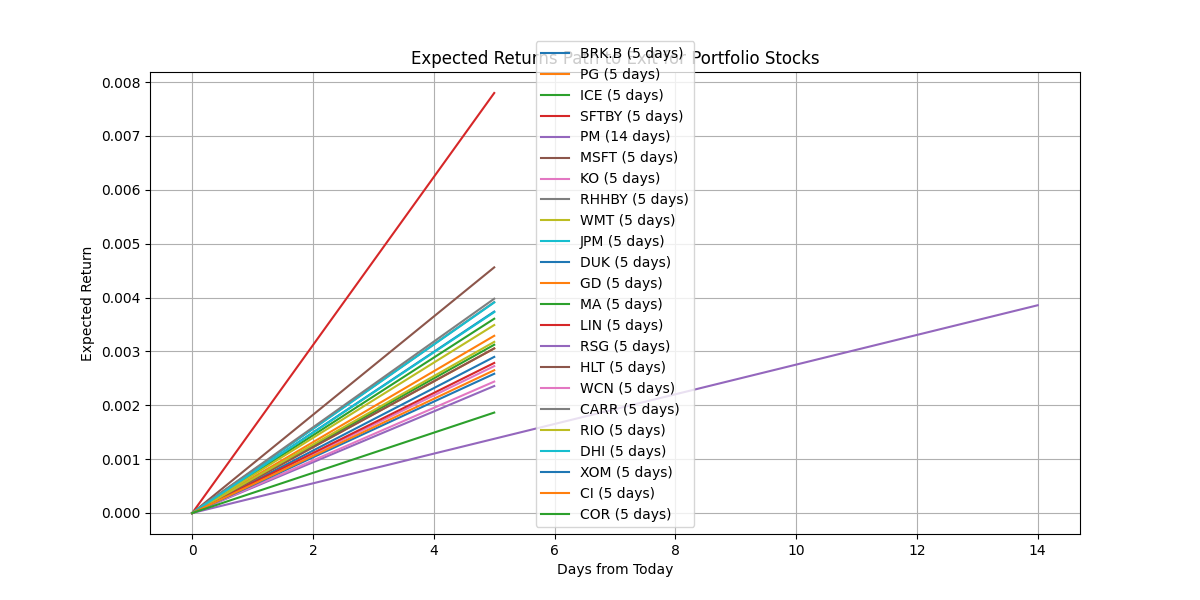 Expected Returns Path to Exit for Portfolio Stocks
BRK.B (5 days)
PG (5 days)
ICE (5 days)
SFTBY (5 days)
PM (14 days)
MSFT (5 days)
KO (5 days)
RHHBY (5 days)
WMT (5 days)
JPM (5 days)
DUK (5 days)
GD (5 days)
MA (5 days)
LIN (5 days)
RSG (5 days)
HLT (5 days)
WCN (5 days)
CARR (5 days)
RIO (5 days)
DHI (5 days)
XOM (5 days)
CI (5 days)
COR (5 days)
0.008
0.007
0.006
0.005
0.004
0.003
0.002
0.001
0.000
Expected Return
0 2 4 6 8 10 12 14
Days from Today